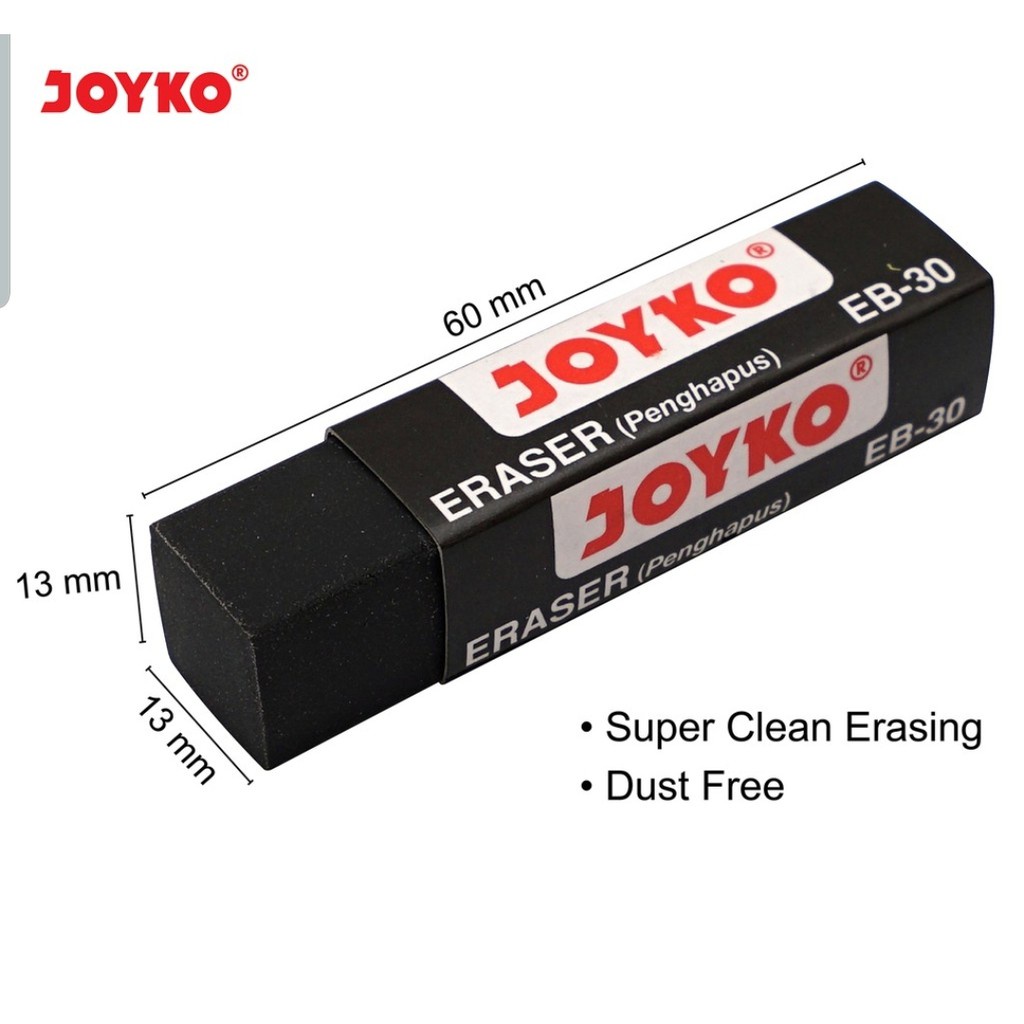 JOYKO®
60 mm
JOYKO®
EB-30
ERASER (Penghapus)
JOYKO®
EB-30
ERASER (Penghapus)
13 mm
13 mm
• Super Clean Erasing
• Dust Free